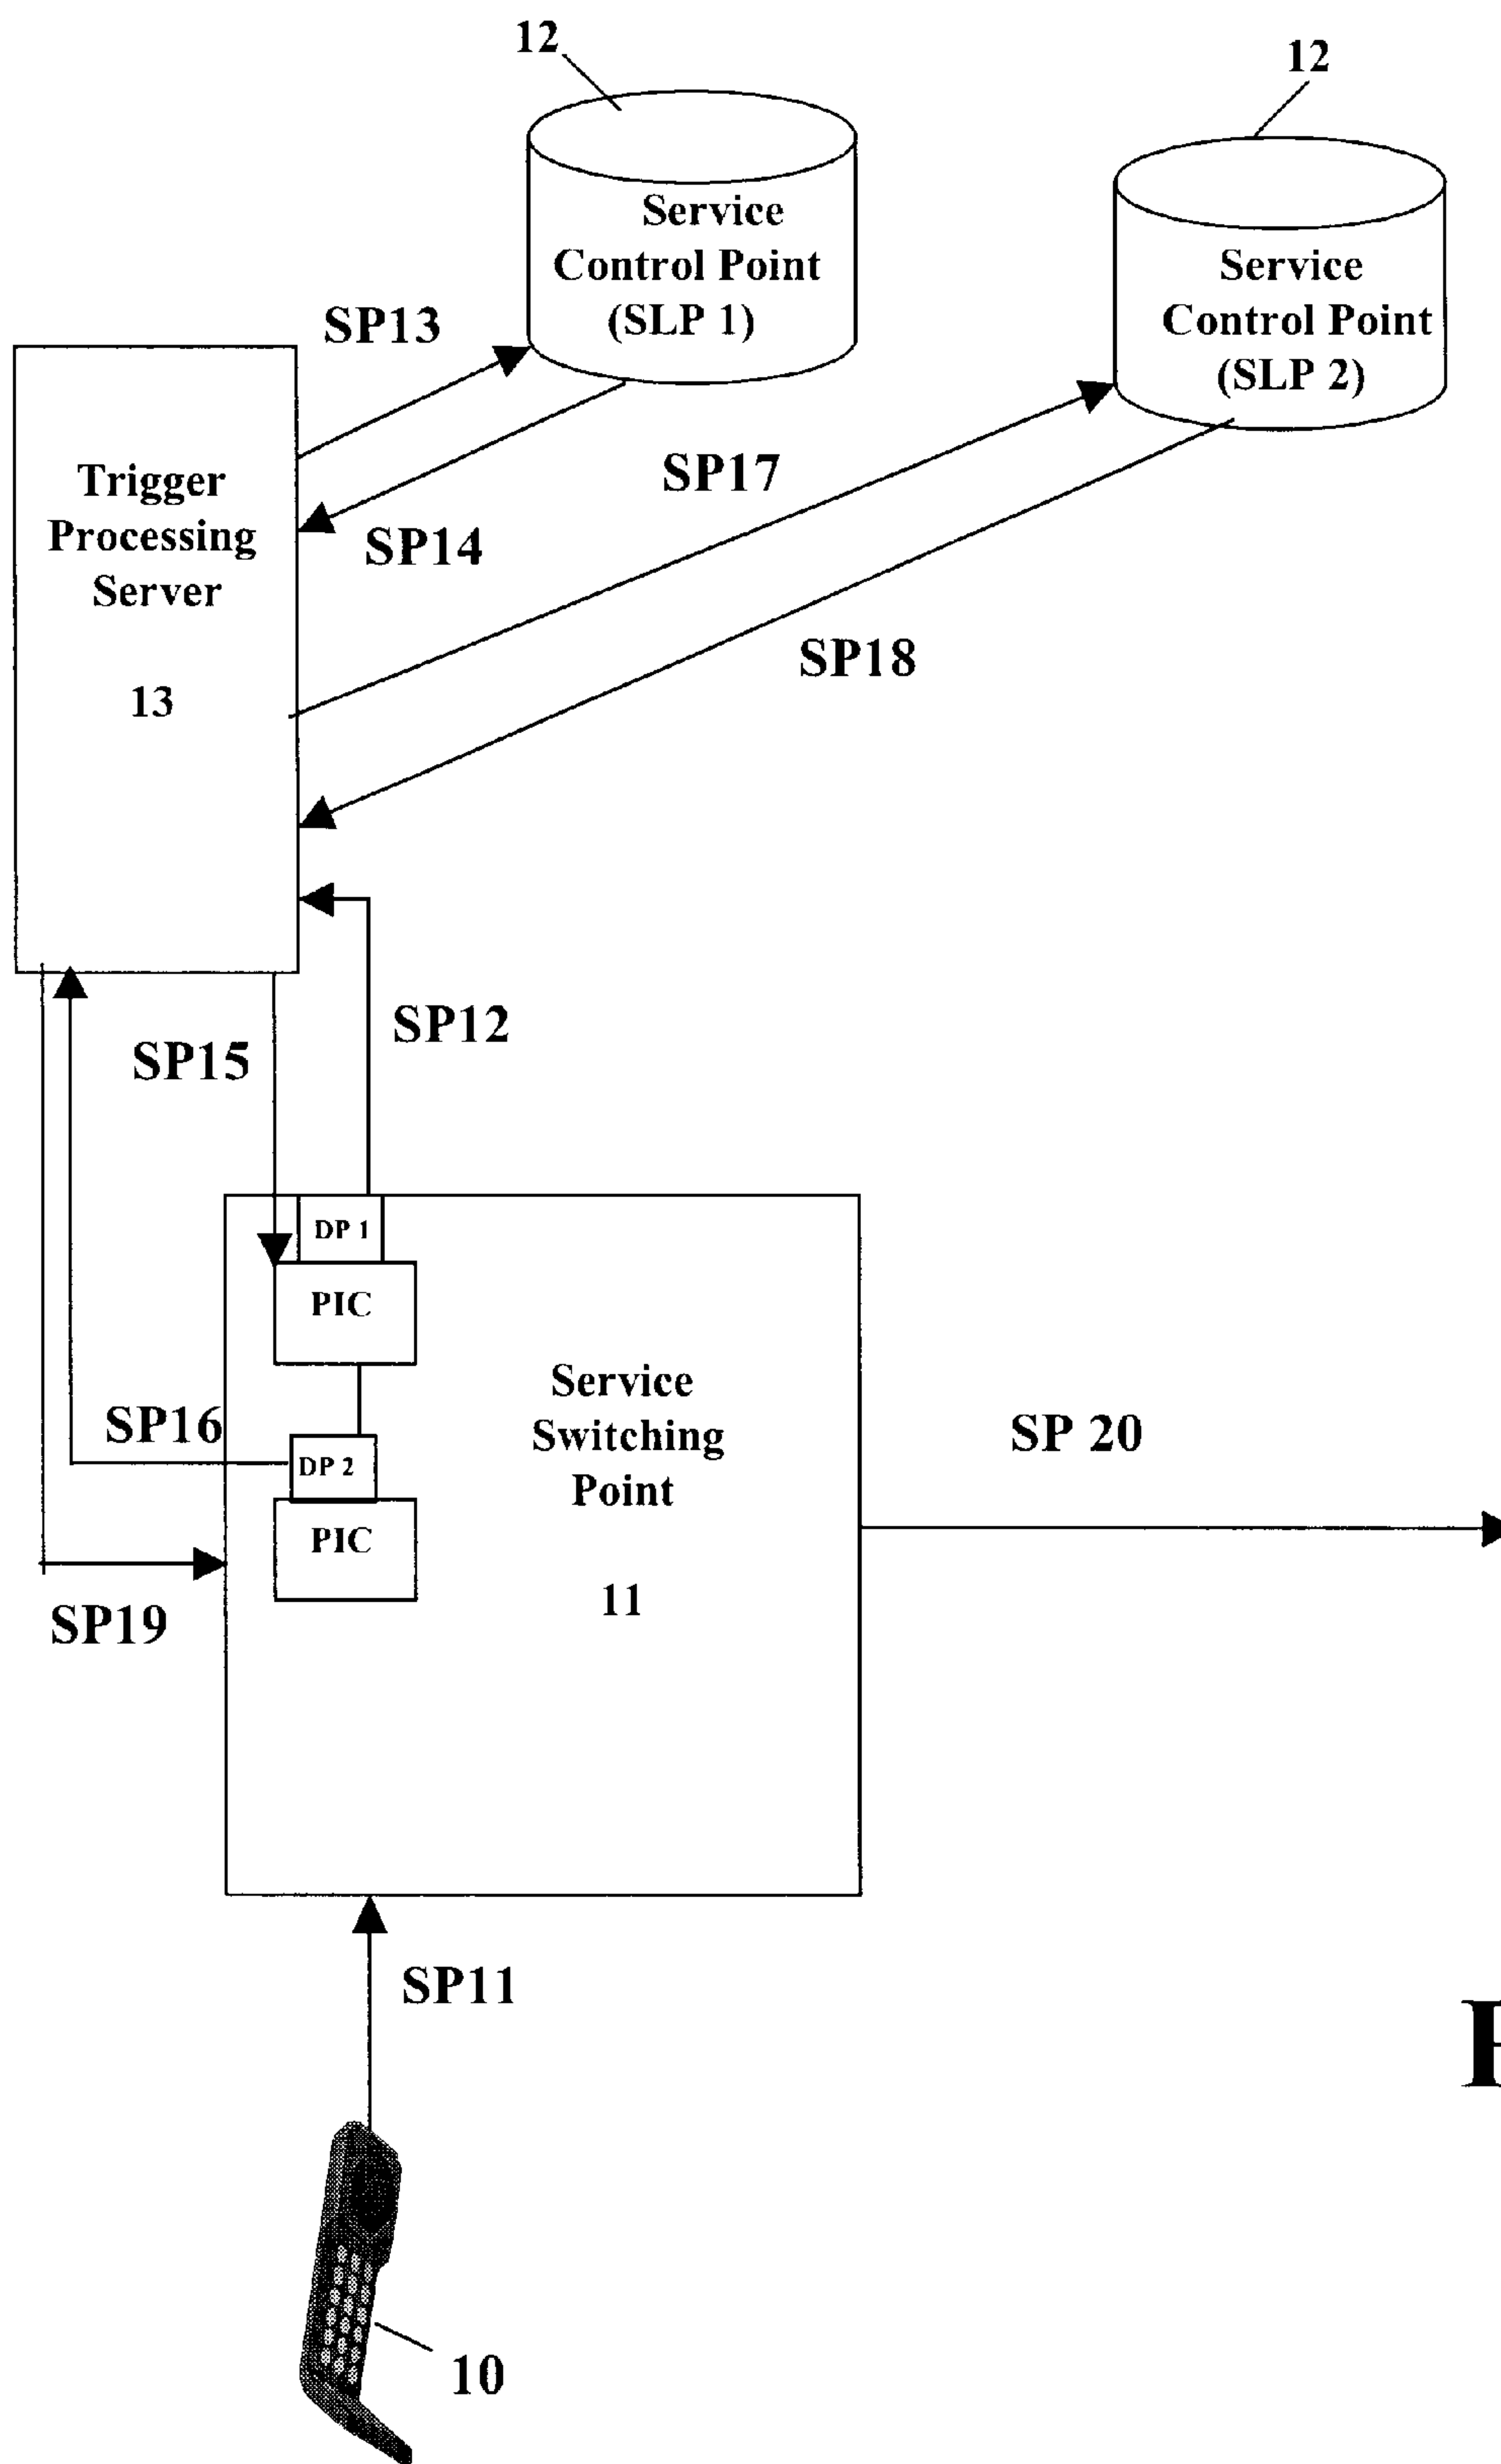 12
12
Service
Control Point
(SLP 1)
Service
Control Point
(SLP 2)
SP13
Trigger
Processing
Server
13
SP17
SP14
SP18
SP12
SP15
DP 1
PIC
Service
Switching
Point
11
SP16
DP 2
PIC
SP 20
SP19
SP11
10